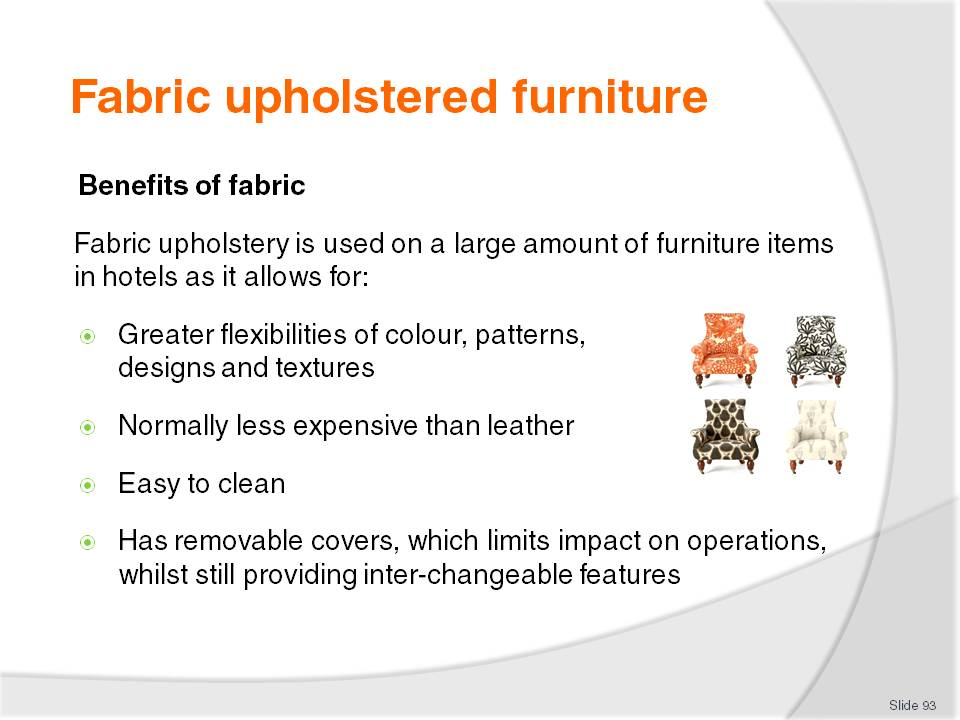 Fabric upholstered furniture
Benefits of fabric
Fabric upholstery is used on a large amount of furniture items
in hotels as it allows for:
Greater flexibilities of colour, patterns,
designs and textures
Normally less expensive than leather
Easy to clean
Has removable covers, which limits impact on operations,
whilst still providing inter-changeable features
Slide 93